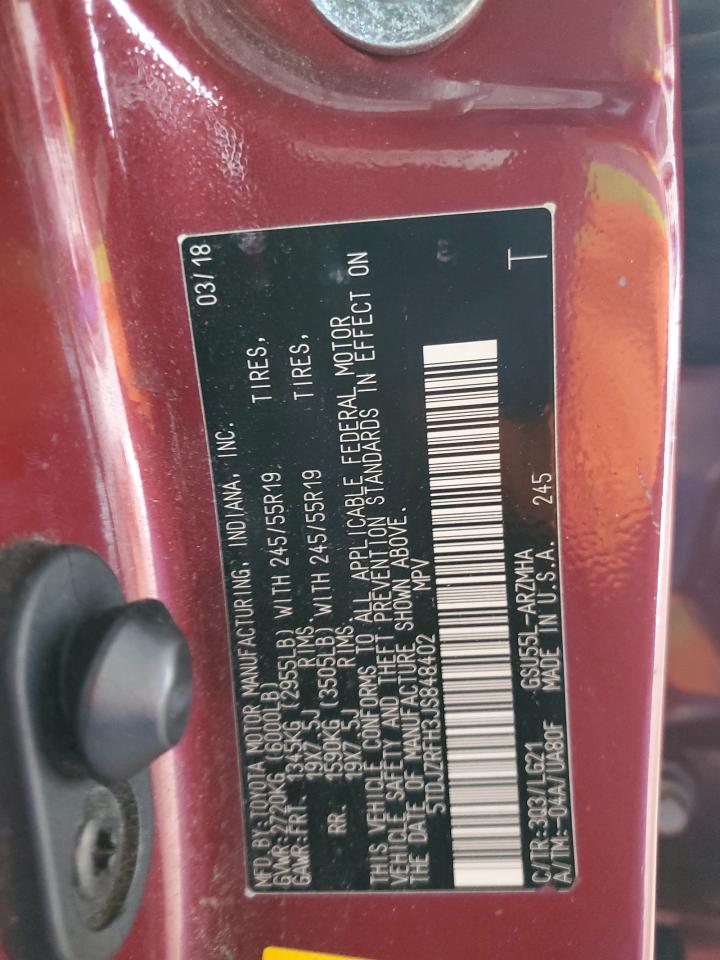 MFD.BY:TOYOTA MOTOR MANUFACTURING, INDIANA, INC. 03/18
GVWR:2720KG (6000LB)
GAWR:FRT. 1345KG (2955LB) WITH 245/55R19 TIRES,
19X7.5J RIMS
RR. 1590KG (3505LB) WITH 245/55R19 TIRES,
19X7.5J RIMS.
THIS VEHICLE CONFORMS TO ALL APPLICABLE FEDERAL MOTOR
VEHICLE SAFETY AND THEFT PREVENTION STANDARDS IN EFFECT ON
THE DATE OF MANUFACTURE SHOWN ABOVE.
5TDJZRFH3JS848402 MPV
C/TR:3Q3/LG21 GSU55L-ARZMHA T
A/TM:-04A/UA80F MADE IN U.S.A. 245